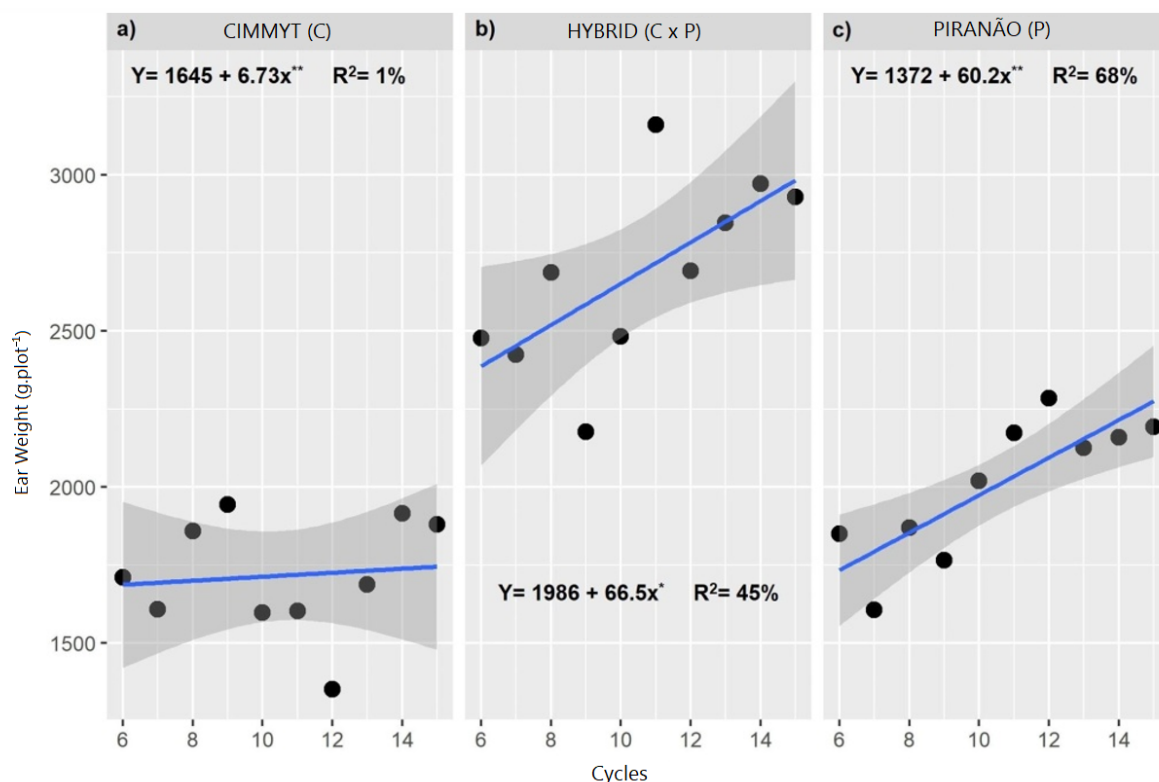 a) CIMMYT (C)
b) HYBRID (C x P)
c) PIRANÃO (P)
Y= 1645 + 6.73x** R²= 1%
Y= 1372 + 60.2x** R²= 68%
3000
2500
2000
1500
Ear Weight (g.plot⁻¹)
Y= 1986 + 66.5x* R²= 45%
6 8 10 12 14
6 8 10 12 14
6 8 10 12 14
Cycles